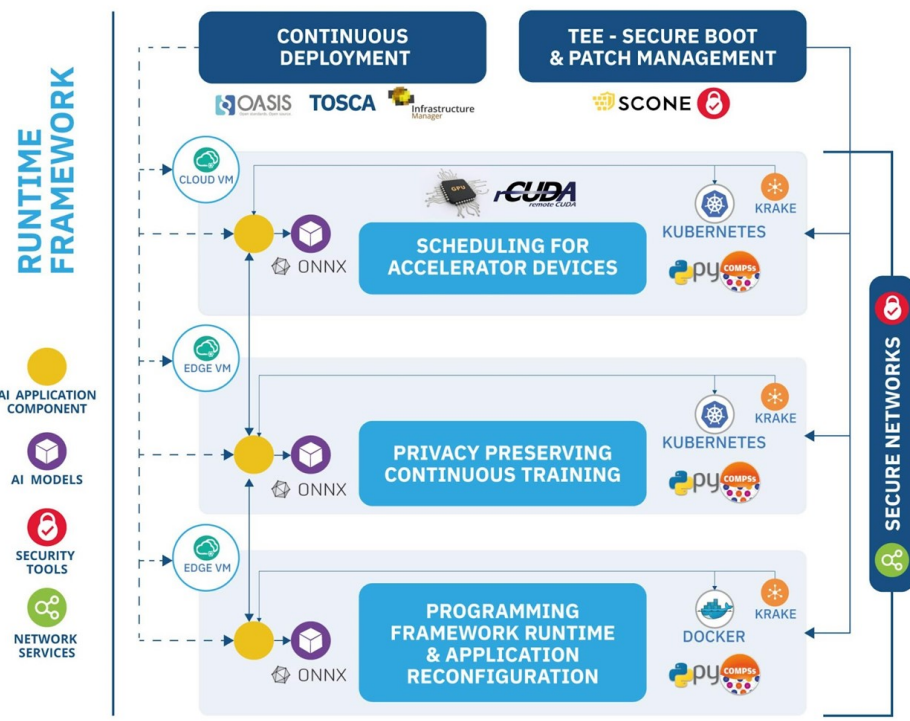 RUNTIME
FRAMEWORK
AI APPLICATION
COMPONENT
AI MODELS
SECURITY
TOOLS
NETWORK
SERVICES
CONTINUOUS
DEPLOYMENT
TEE - SECURE BOOT
& PATCH MANAGEMENT
OASIS
TOSCA
Infrastructure
Manager
SCONE
CLOUD VM
GPU
rCUDA
remote CUDA
KUBERNETES
KRAKE
ONNX
SCHEDULING FOR
ACCELERATOR DEVICES
py COMPSs
EDGE VM
KUBERNETES
KRAKE
ONNX
PRIVACY PRESERVING
CONTINUOUS TRAINING
py COMPSs
EDGE VM
DOCKER
KRAKE
ONNX
PROGRAMMING
FRAMEWORK RUNTIME
& APPLICATION
RECONFIGURATION
py COMPSs
SECURE NETWORKS